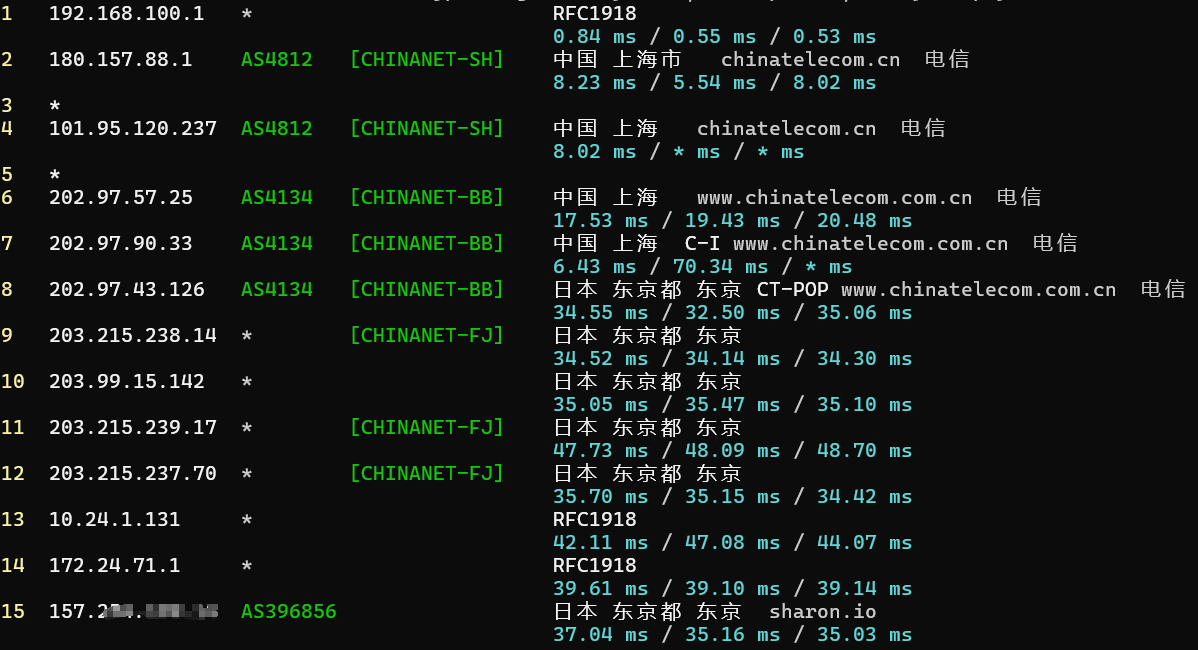 1 192.168.100.1 * RFC1918
0.84 ms / 0.55 ms / 0.53 ms
2 180.157.88.1 AS4812 [CHINANET-SH] 中国 上海市 chinatelecom.cn 电信
8.23 ms / 5.54 ms / 8.02 ms
3 *
4 101.95.120.237 AS4812 [CHINANET-SH] 中国 上海 chinatelecom.cn 电信
8.02 ms / * ms / * ms
5 *
6 202.97.57.25 AS4134 [CHINANET-BB] 中国 上海 www.chinatelecom.com.cn 电信
17.53 ms / 19.43 ms / 20.48 ms
7 202.97.90.33 AS4134 [CHINANET-BB] 中国 上海 C-I www.chinatelecom.com.cn 电信
6.43 ms / 70.34 ms / * ms
8 202.97.43.126 AS4134 [CHINANET-BB] 日本 东京都 东京 CT-POP www.chinatelecom.com.cn 电信
34.55 ms / 32.50 ms / 35.06 ms
9 203.215.238.14 * [CHINANET-FJ] 日本 东京都 东京
34.52 ms / 34.14 ms / 34.30 ms
10 203.99.15.142 * 日本 东京都 东京
35.05 ms / 35.47 ms / 35.10 ms
11 203.215.239.17 * [CHINANET-FJ] 日本 东京都 东京
47.73 ms / 48.09 ms / 48.70 ms
12 203.215.237.70 * [CHINANET-FJ] 日本 东京都 东京
35.70 ms / 35.15 ms / 34.42 ms
13 10.24.1.131 * RFC1918
42.11 ms / 47.08 ms / 44.07 ms
14 172.24.71.1 * RFC1918
39.61 ms / 39.10 ms / 39.14 ms
15 157. AS396856 日本 东京都 东京 sharon.io
37.04 ms / 35.16 ms / 35.03 ms